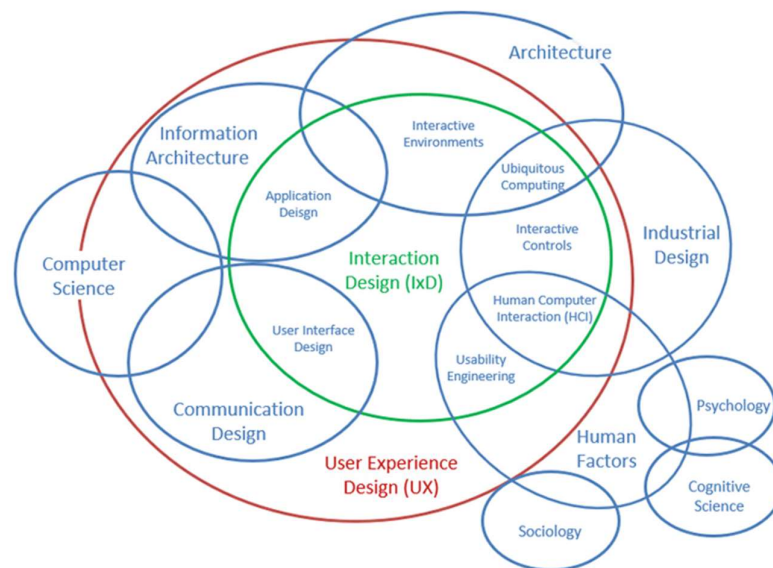 Architecture
Information
Architecture
Interactive
Environments
Ubiquitous
Computing
Application
Deisgn
Interactive
Controls
Industrial
Design
Computer
Science
Interaction
Design (IxD)
Human Computer
Interaction (HCI)
User Interface
Design
Usability
Engineering
Communication
Design
Psychology
Human
Factors
User Experience
Design (UX)
Cognitive
Science
Sociology